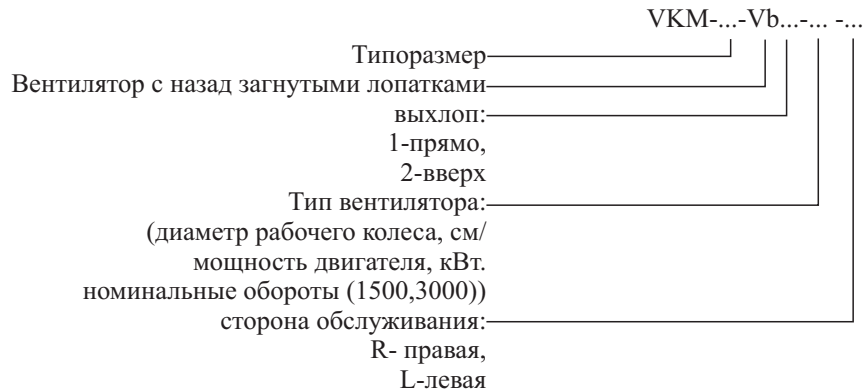 VKM-...-Vb...-... -...
Типоразмер
Вентилятор с назад загнутыми лопатками
выхлоп:
1-прямо,
2-вверх
Тип вентилятора:
(диаметр рабочего колеса, см/
мощность двигателя, кВт.
номинальные обороты (1500,3000))
сторона обслуживания:
R- правая,
L-левая